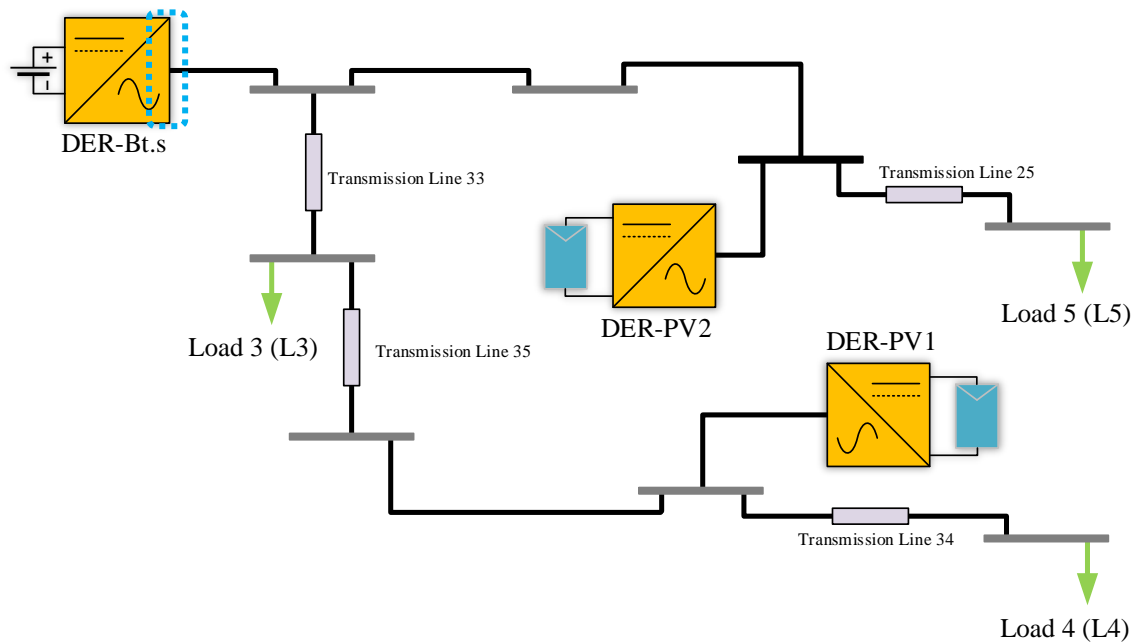 +
−
DER-Bt.s
Transmission Line 33
Transmission Line 25
Load 3 (L3)
DER-PV2
Load 5 (L5)
DER-PV1
Transmission Line 35
Transmission Line 34
Load 4 (L4)